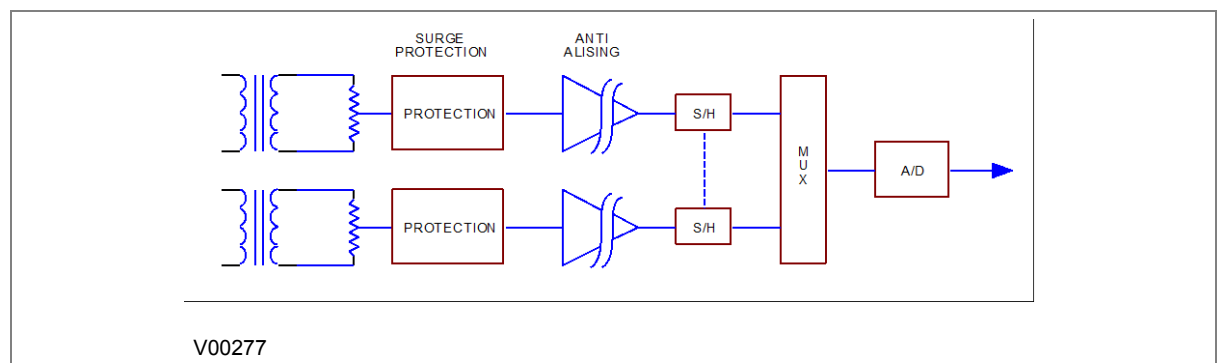 SURGE
PROTECTION
ANTI
ALISING
PROTECTION
S/H
M
U
X
A/D
PROTECTION
S/H
V00277